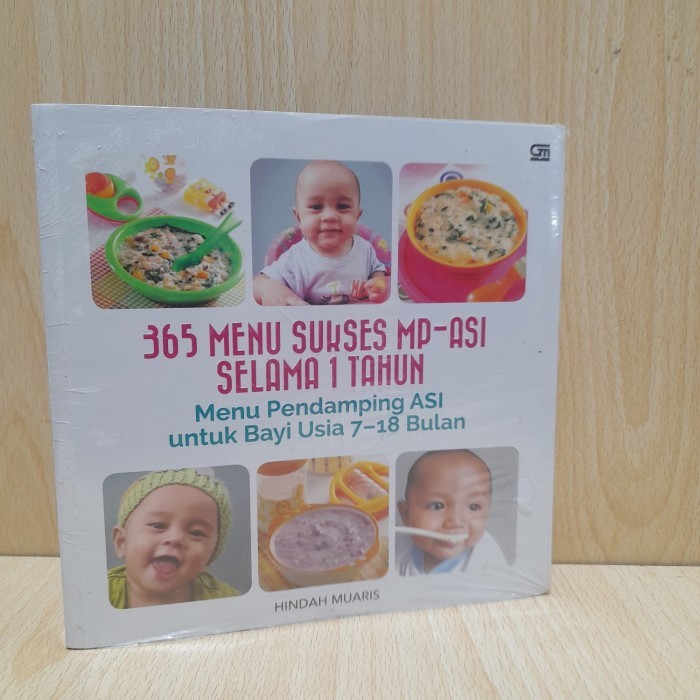 365 MENU SUKSES MP-ASI
SELAMA 1 TAHUN
Menu Pendamping ASI
untuk Bayi Usia 7–18 Bulan
HINDAH MUARIS